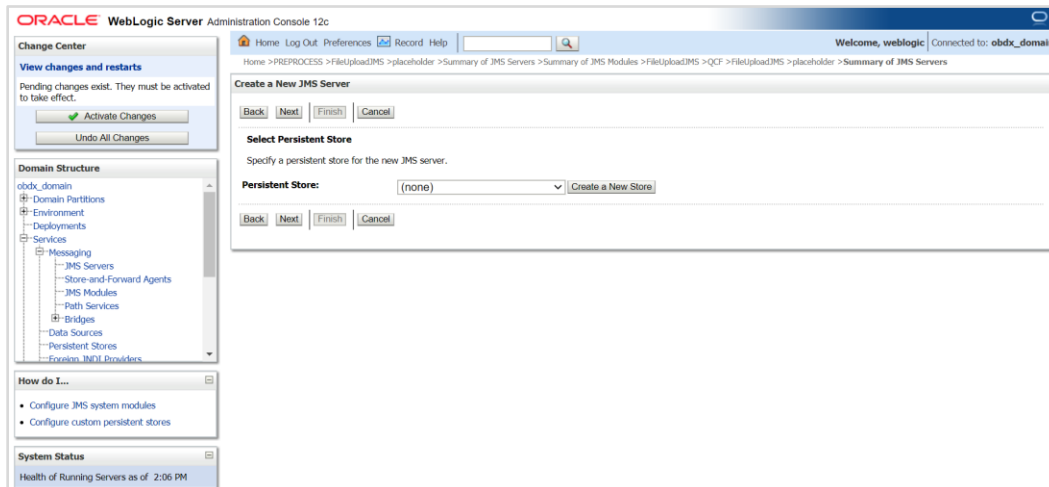 ORACLE WebLogic Server Administration Console 12c
Change Center
View changes and restarts
Pending changes exist. They must be activated
to take effect.
Activate Changes
Undo All Changes
Domain Structure
obdx_domain
Domain Partitions
Environment
Deployments
Services
Messaging
JMS Servers
Store-and-Forward Agents
JMS Modules
Path Services
Bridges
Data Sources
Persistent Stores
Foreign JNDI Providers
How do I...
Configure JMS system modules
Configure custom persistent stores
System Status
Health of Running Servers as of 2:06 PM
Home Log Out Preferences Record Help
Welcome, weblogic Connected to: obdx_domai
Home >PREPROCESS >FileUploadJMS >placeholder >Summary of JMS Servers >Summary of JMS Modules >FileUploadJMS >QCF >FileUploadJMS >placeholder >Summary of JMS Servers
Create a New JMS Server
Back Next Finish Cancel
Select Persistent Store
Specify a persistent store for the new JMS server.
Persistent Store: (none) Create a New Store
Back Next Finish Cancel